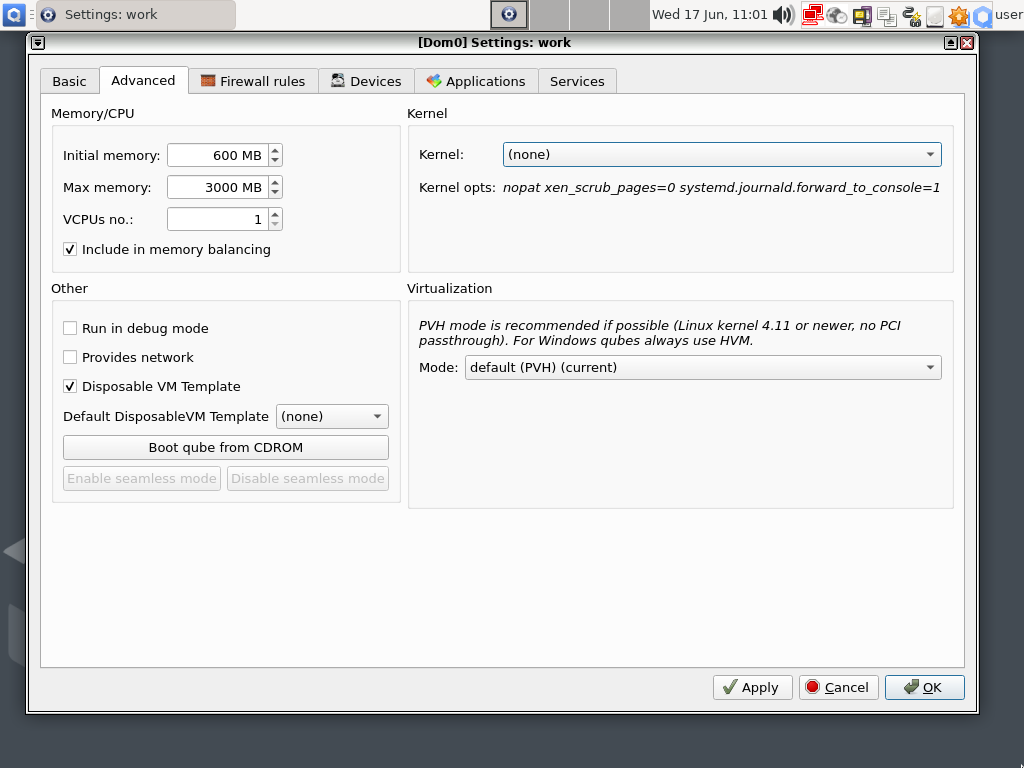 Settings: work
Wed 17 Jun, 11:01
user
[Dom0] Settings: work
Basic
Advanced
Firewall rules
Devices
Applications
Services
Memory/CPU
Initial memory: 600 MB
Max memory: 3000 MB
VCPUs no.: 1
Include in memory balancing
Kernel
Kernel: (none)
Kernel opts: nopat xen_scrub_pages=0 systemd.journald.forward_to_console=1
Other
Run in debug mode
Provides network
Disposable VM Template
Default DisposableVM Template (none)
Boot qube from CDROM
Enable seamless mode
Disable seamless mode
Virtualization
PVH mode is recommended if possible (Linux kernel 4.11 or newer, no PCI
passthrough). For Windows qubes always use HVM.
Mode: default (PVH) (current)
Apply
Cancel
OK